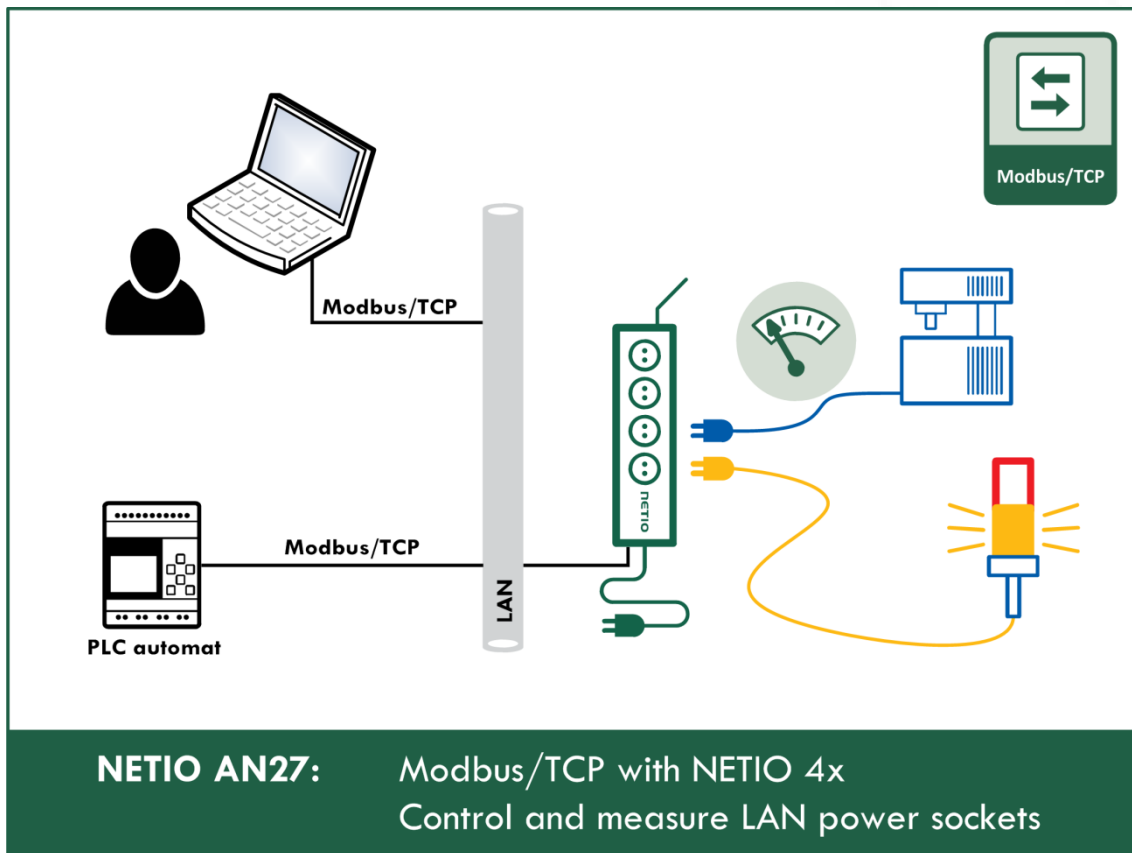 Modbus/TCP
Modbus/TCP
NETIO
Modbus/TCP
LAN
PLC automat
NETIO AN27: Modbus/TCP with NETIO 4x
Control and measure LAN power sockets